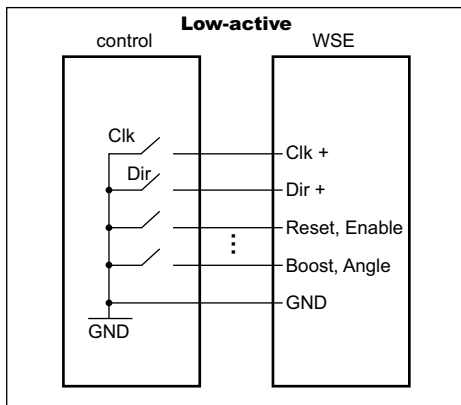 Low-active
control WSE
Clk
Clk +
Dir
Dir +
Reset, Enable
Boost, Angle
GND
GND